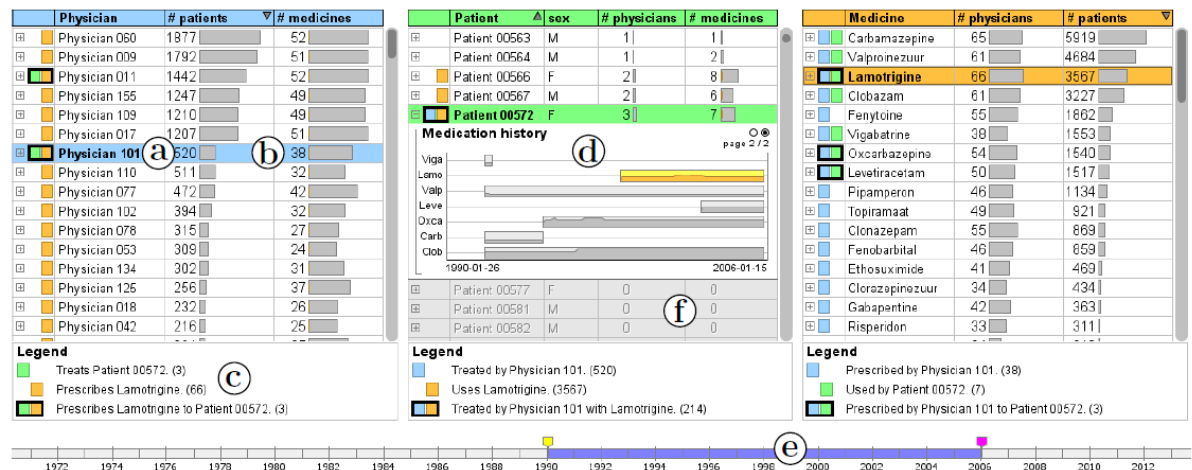 Physician # patients # medicines
Physician 060 1877 52
Physician 009 1792 51
Physician 011 1442 52
Physician 155 1247 49
Physician 109 1210 49
Physician 017 1207 51
Physician 101 520 38
Physician 110 511 32
Physician 077 472 42
Physician 102 394 32
Physician 078 315 27
Physician 053 309 24
Physician 134 302 31
Physician 125 256 37
Physician 018 232 26
Physician 042 216 25
a
b
Legend
Treats Patient 00572. (3)
Prescribes Lamotrigine. (66)
Prescribes Lamotrigine to Patient 00572. (3)
c
Patient sex # physicians # medicines
Patient 00563 M 1 1
Patient 00564 M 1 2
Patient 00566 F 2 8
Patient 00567 M 2 6
Patient 00572 F 3 7
Medication history
page 2 / 2
d
Viga
Lamo
Valp
Leve
Oxca
Carb
Clob
1990-01-26 2006-01-15
Patient 00577 F 0 0
Patient 00581 M 0 0
Patient 00582 M 0 0
f
Legend
Treated by Physician 101. (520)
Uses Lamotrigine. (3567)
Treated by Physician 101 with Lamotrigine. (214)
Medicine # physicians # patients
Carbamazepine 65 5919
Valproinezuur 61 4684
Lamotrigine 66 3567
Clobazam 61 3227
Fenytoine 55 1862
Vigabatrine 38 1553
Oxcarbazepine 54 1540
Levetiracetam 50 1517
Pipamperon 46 1134
Topiramaat 49 921
Clonazepam 55 869
Fenobarbital 46 859
Ethosuximide 41 469
Clorazepinezuur 34 434
Gabapentine 42 363
Risperidon 33 311
Legend
Prescribed by Physician 101. (38)
Used by Patient 00572. (7)
Prescribed by Physician 101 to Patient 00572. (3)
e
1972 1974 1976 1978 1980 1982 1984 1986 1988 1990 1992 1994 1996 1998 2000 2002 2004 2006 2008 2010 2012